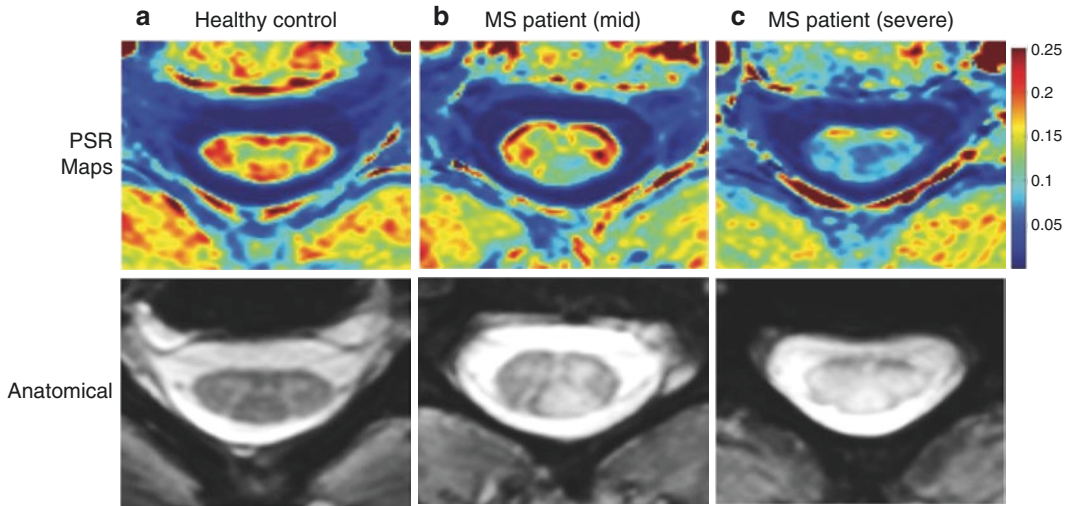 a Healthy control
b MS patient (mid)
c MS patient (severe)
PSR
Maps
0.25
0.2
0.15
0.1
0.05
Anatomical